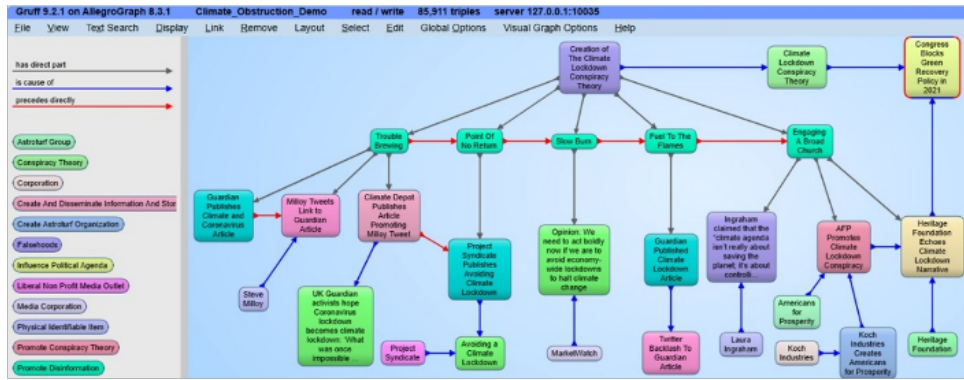 Gruff 9.2.1 on AllegroGraph 8.3.1 Climate_Obstruction_Demo read / write 85,911 triples server 127.0.0.1:10035
File View Text Search Display Link Remove Layout Select Edit Global Options Visual Graph Options Help
has direct part
is cause of
precedes directly
Astroturf Group
Conspiracy Theory
Corporation
Create And Disseminate Information And Stor
Create Astroturf Organization
Falsehoods
Influence Political Agenda
Liberal Non Profit Media Outlet
Media Corporation
Physical Identifiable Item
Promote Conspiracy Theory
Promote Disinformation
Creation of
The Climate
Lockdown
Conspiracy
Theory
Climate
Lockdown
Conspiracy
Theory
Congress
Blocks
Green
Recovery
Policy in
2021
Trouble
Brewing
Point Of
No Return
Slow Burn
Fuel To The
Flames
Engaging
A Broad
Church
Guardian
Publishes
Climate and
Coronavirus
Article
Milloy Tweets
Link to
Guardian
Article
Climate Depot
Publishes
Article
Promoting
Milloy Tweet
Project
Syndicate
Publishes
Avoiding
Climate
Lockdown
Opinion: We
need to act boldly
now if we are to
avoid economy-
wide lockdowns
to halt climate
change
Guardian
Published
Climate
Lockdown
Article
Ingraham
claimed that the
"climate agenda
isn't really about
saving the
planet; it's about
controlli...
AFP
Promotes
Climate
Lockdown
Conspiracy
Heritage
Foundation
Echoes
Climate
Lockdown
Narrative
Steve
Milloy
UK Guardian
activists hope
Coronavirus
lockdown
becomes climate
lockdown: 'What
was once
impossible ...
Project
Syndicate
Avoiding a
Climate
Lockdown
MarketWatch
Twitter
Backlash To
Guardian
Article
Laura
Ingraham
Americans
for
Prosperity
Koch
Industries
Koch
Industries
Creates
Americans
for Prosperity
Heritage
Foundation